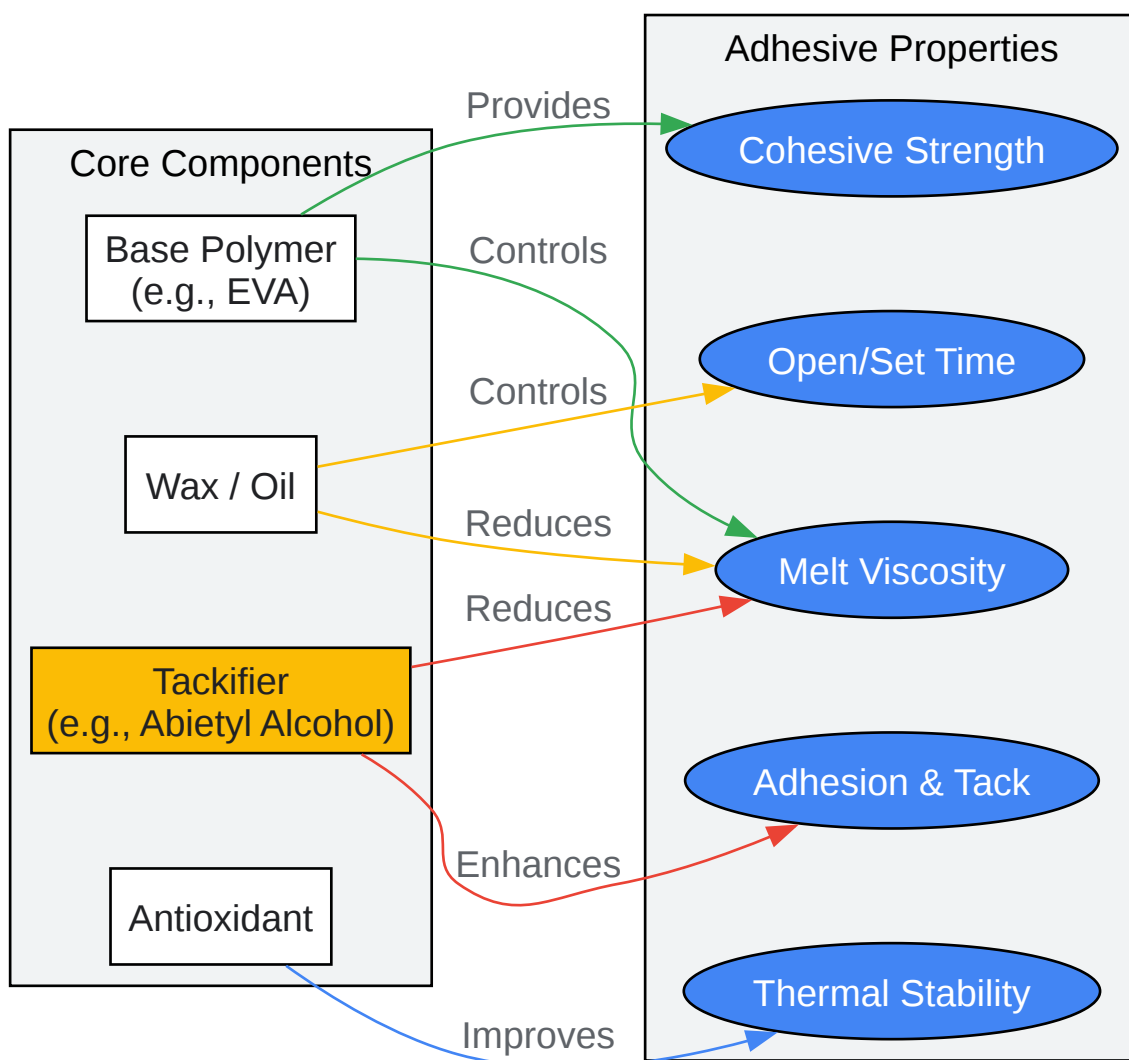 Core Components
Base Polymer
(e.g., EVA)
Wax / Oil
Tackifier
(e.g., Abietyl Alcohol)
Antioxidant
Provides
Controls
Controls
Reduces
Reduces
Enhances
Improves
Adhesive Properties
Cohesive Strength
Open/Set Time
Melt Viscosity
Adhesion & Tack
Thermal Stability